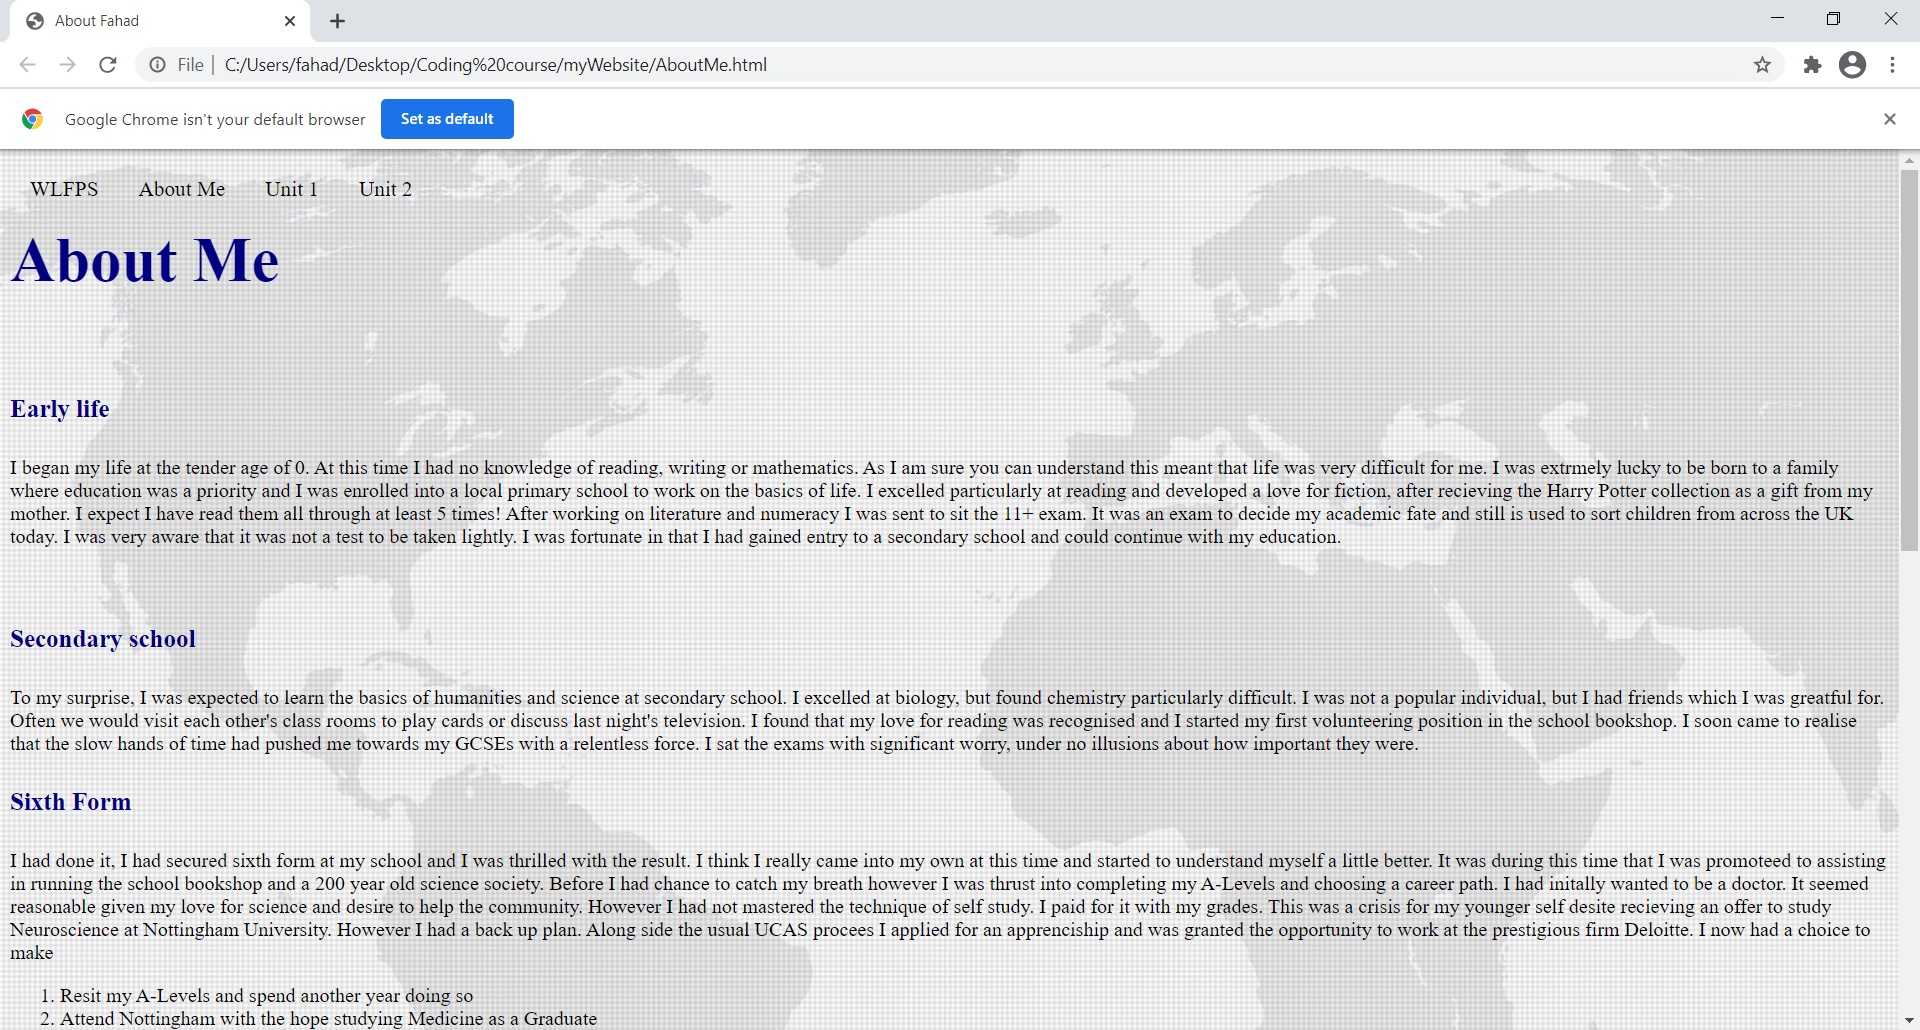 About Fahad
File | C:/Users/fahad/Desktop/Coding%20course/myWebsite/AboutMe.html
Google Chrome isn't your default browser Set as default
WLFPS About Me Unit 1 Unit 2
About Me
Early life
I began my life at the tender age of 0. At this time I had no knowledge of reading, writing or mathematics. As I am sure you can understand this meant that life was very difficult for me. I was extrmely lucky to be born to a family
where education was a priority and I was enrolled into a local primary school to work on the basics of life. I excelled particularly at reading and developed a love for fiction, after recieving the Harry Potter collection as a gift from my
mother. I expect I have read them all through at least 5 times! After working on literature and numeracy I was sent to sit the 11+ exam. It was an exam to decide my academic fate and still is used to sort children from across the UK
today. I was very aware that it was not a test to be taken lightly. I was fortunate in that I had gained entry to a secondary school and could continue with my education.
Secondary school
To my surprise, I was expected to learn the basics of humanities and science at secondary school. I excelled at biology, but found chemistry particularly difficult. I was not a popular individual, but I had friends which I was greatful for.
Often we would visit each other's class rooms to play cards or discuss last night's television. I found that my love for reading was recognised and I started my first volunteering position in the school bookshop. I soon came to realise
that the slow hands of time had pushed me towards my GCSEs with a relentless force. I sat the exams with significant worry, under no illusions about how important they were.
Sixth Form
I had done it, I had secured sixth form at my school and I was thrilled with the result. I think I really came into my own at this time and started to understand myself a little better. It was during this time that I was promoteed to assisting
in running the school bookshop and a 200 year old science society. Before I had chance to catch my breath however I was thrust into completing my A-Levels and choosing a career path. I had initally wanted to be a doctor. It seemed
reasonable given my love for science and desire to help the community. However I had not mastered the technique of self study. I paid for it with my grades. This was a crisis for my younger self desite recieving an offer to study
Neuroscience at Nottingham University. However I had a back up plan. Along side the usual UCAS procees I applied for an apprenciship and was granted the opportunity to work at the prestigious firm Deloitte. I now had a choice to
make
1. Resit my A-Levels and spend another year doing so
2. Attend Nottingham with the hope studying Medicine as a Graduate